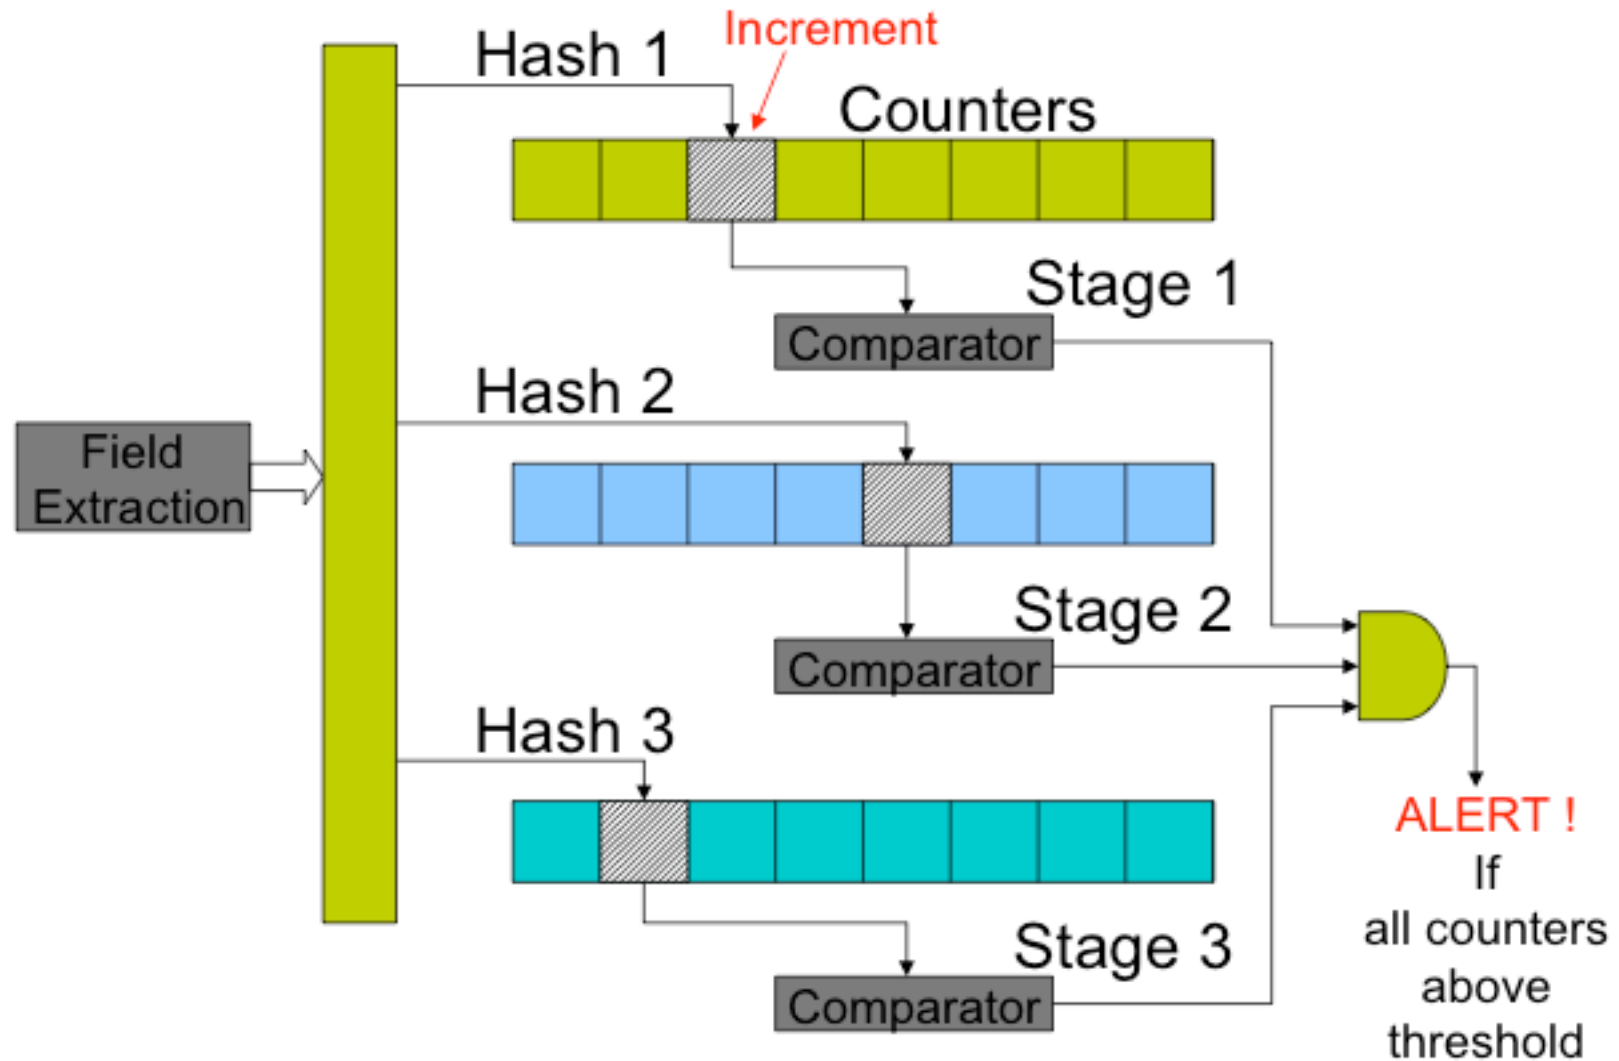 Increment
Hash 1
Counters
Stage 1
Comparator
Hash 2
Field
Extraction
Stage 2
Comparator
Hash 3
ALERT !
If
all counters
above
threshold
Stage 3
Comparator